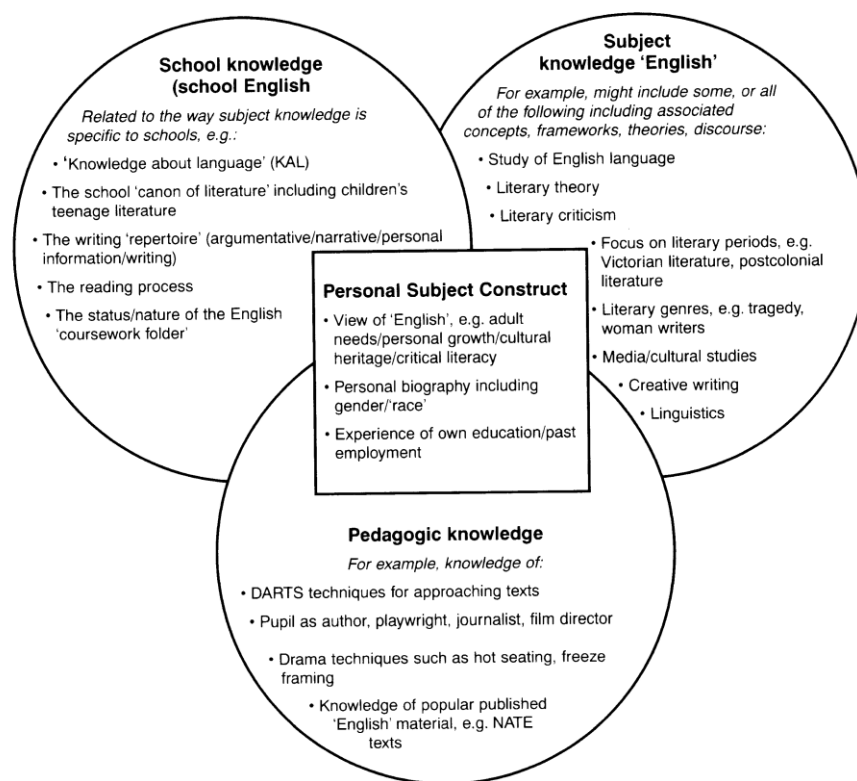 School knowledge
(school English
Related to the way subject knowledge is
specific to schools, e.g.:
• 'Knowledge about language' (KAL)
• The school 'canon of literature' including children's
teenage literature
• The writing 'repertoire' (argumentative/narrative/personal
information/writing)
• The reading process
• The status/nature of the English
'coursework folder'
Subject
knowledge 'English'
For example, might include some, or all
of the following including associated
concepts, frameworks, theories, discourse:
• Study of English language
• Literary theory
• Literary criticism
• Focus on literary periods, e.g.
Victorian literature, postcolonial
literature
• Literary genres, e.g. tragedy,
woman writers
• Media/cultural studies
• Creative writing
• Linguistics
Personal Subject Construct
• View of 'English', e.g. adult
needs/personal growth/cultural
heritage/critical literacy
• Personal biography including
gender/'race'
• Experience of own education/past
employment
Pedagogic knowledge
For example, knowledge of:
• DARTS techniques for approaching texts
• Pupil as author, playwright, journalist, film director
• Drama techniques such as hot seating, freeze
framing
• Knowledge of popular published
'English' material, e.g. NATE
texts